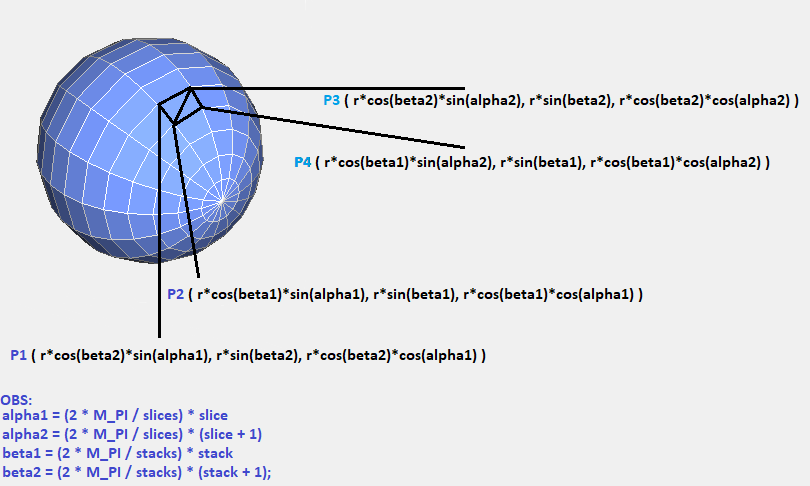 P3 ( r*cos(beta2)*sin(alpha2), r*sin(beta2), r*cos(beta2)*cos(alpha2) )
P4 ( r*cos(beta1)*sin(alpha2), r*sin(beta1), r*cos(beta1)*cos(alpha2) )
P2 ( r*cos(beta1)*sin(alpha1), r*sin(beta1), r*cos(beta1)*cos(alpha1) )
P1 ( r*cos(beta2)*sin(alpha1), r*sin(beta2), r*cos(beta2)*cos(alpha1) )
OBS:
alpha1 = (2 * M_PI / slices) * slice
alpha2 = (2 * M_PI / slices) * (slice + 1)
beta1 = (2 * M_PI / stacks) * stack
beta2 = (2 * M_PI / stacks) * (stack + 1);